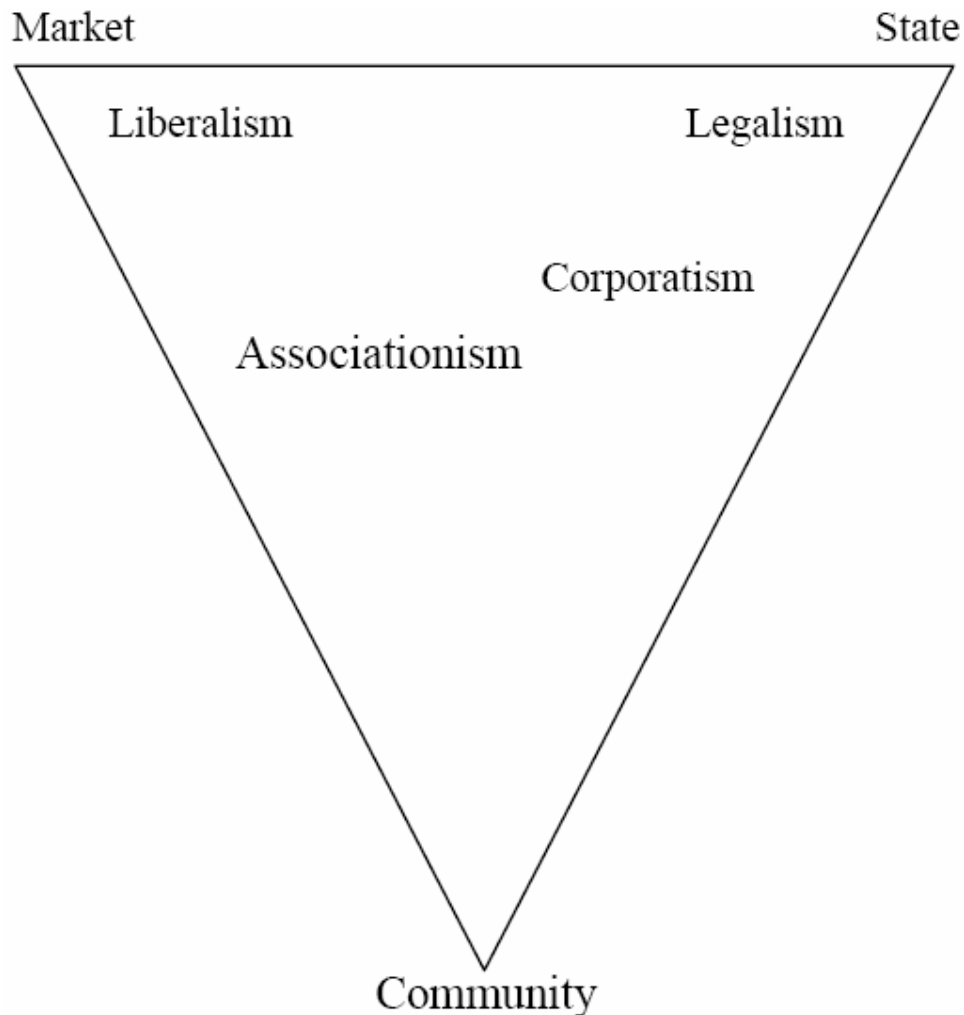 Market State
Liberalism Legalism
Corporatism
Associationism
Community